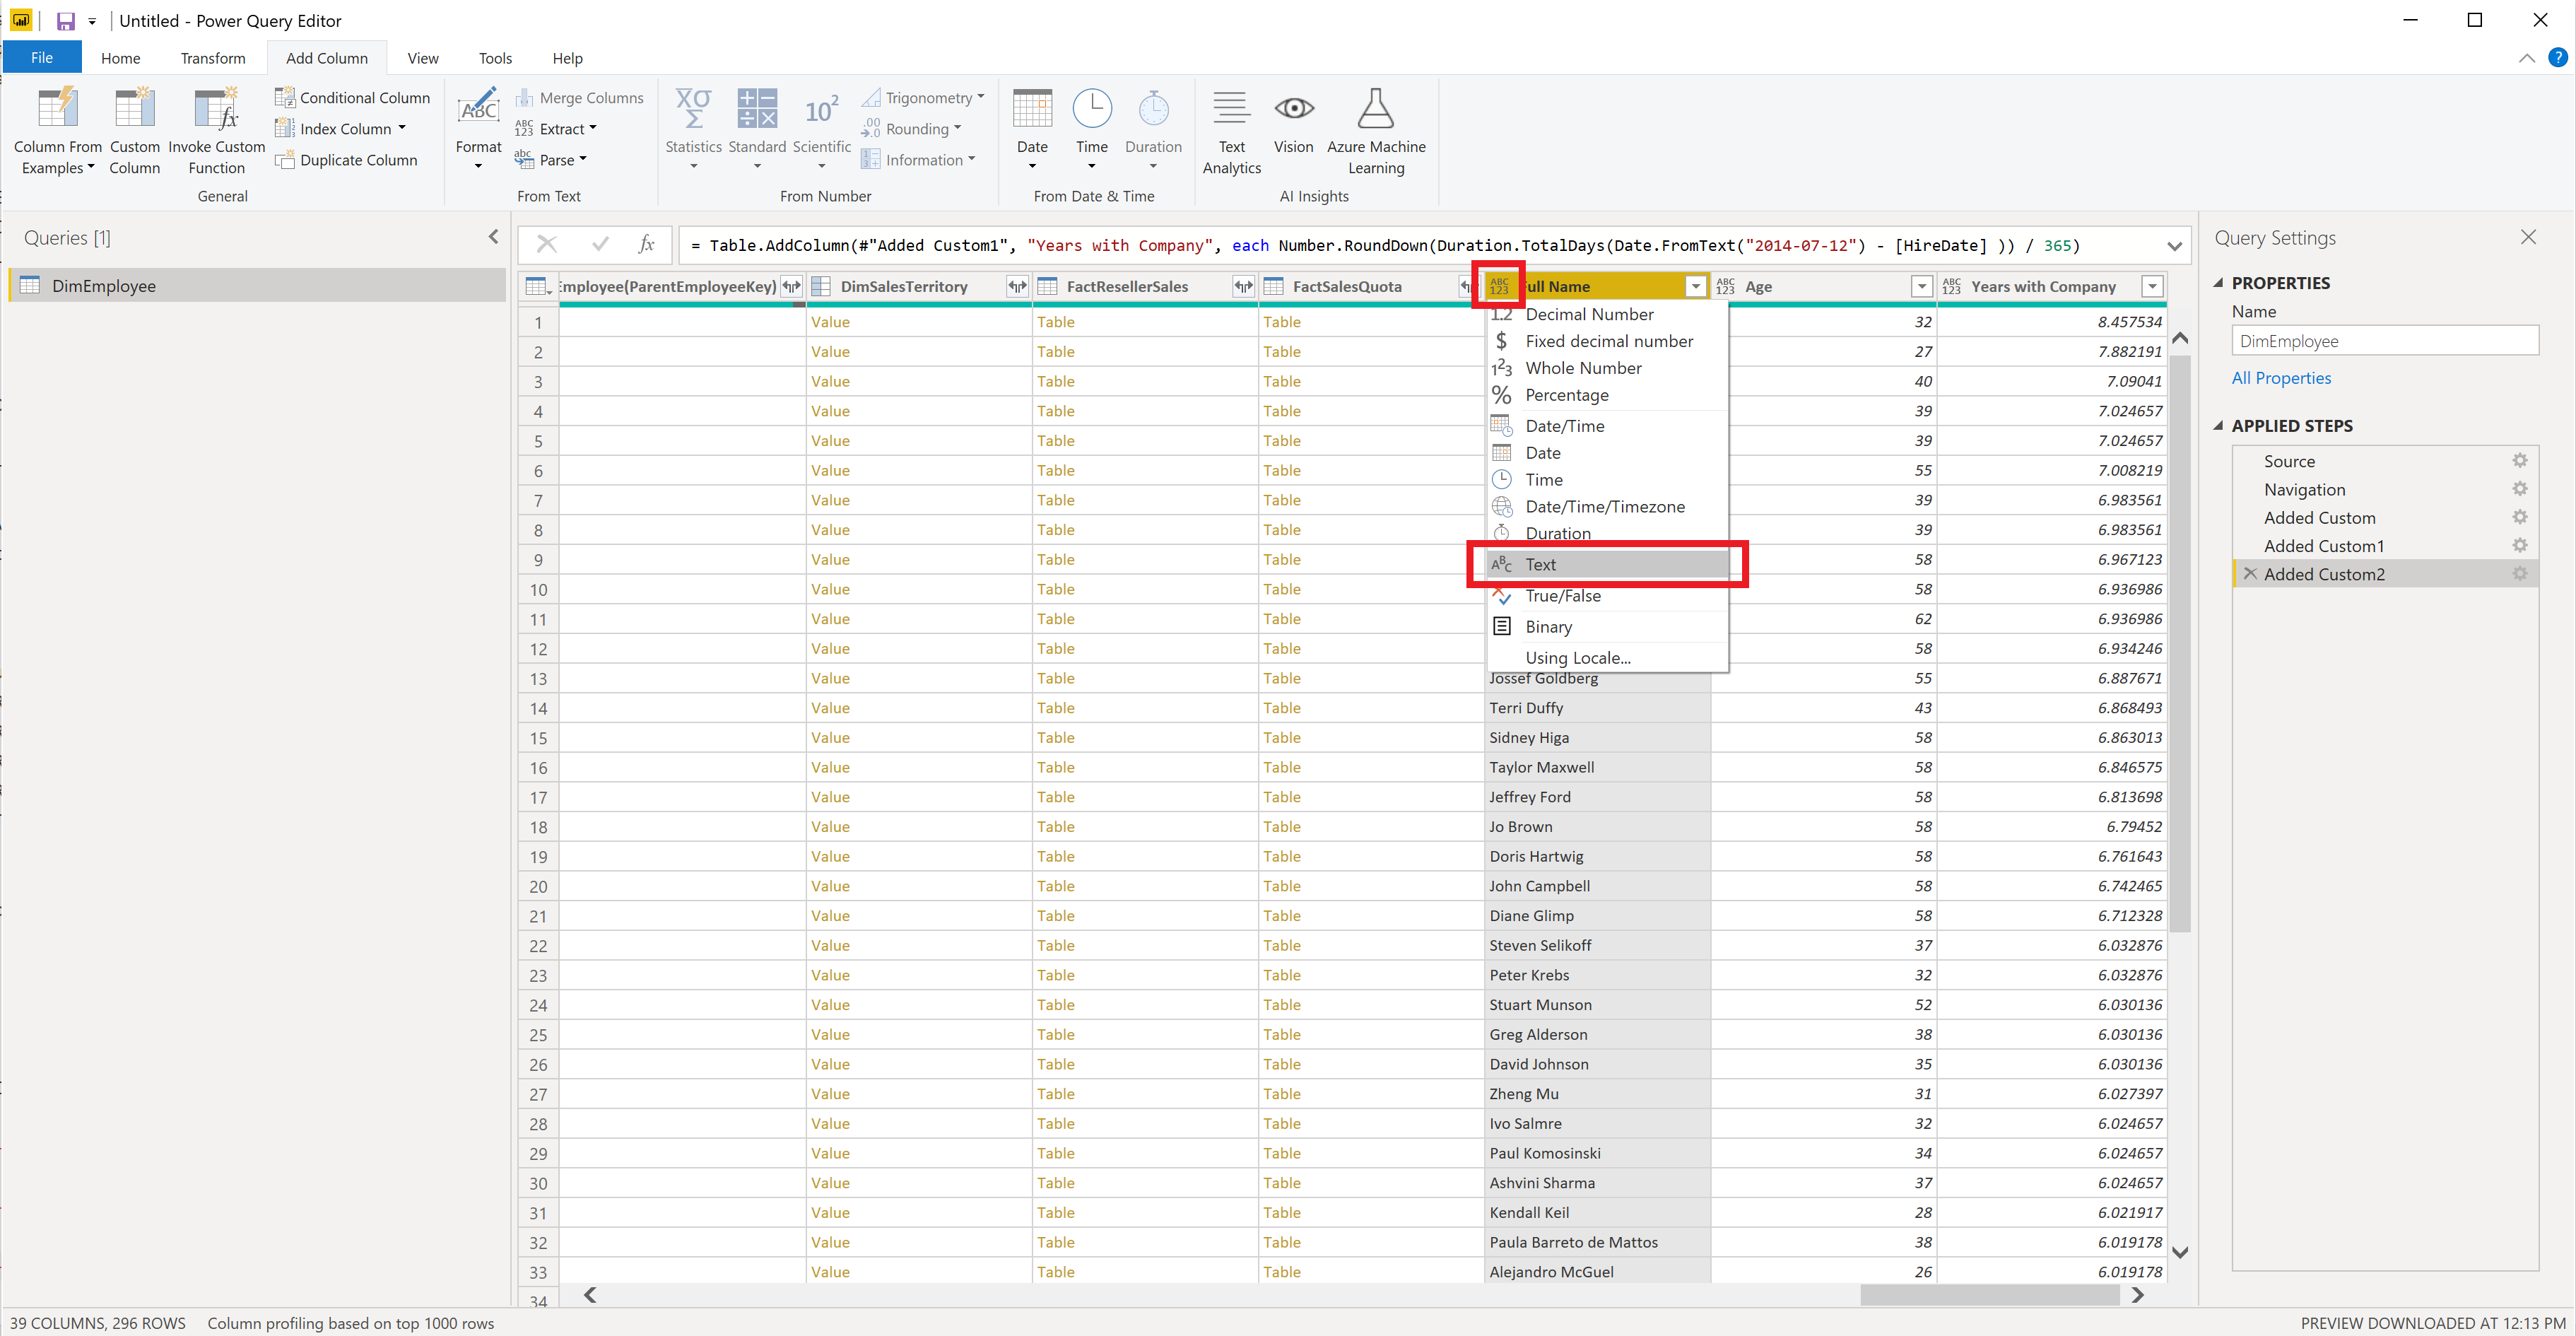 Untitled - Power Query Editor
File Home Transform Add Column View Tools Help
Column From Examples
Custom Column
Invoke Custom Function
Conditional Column
Index Column
Duplicate Column
General
ABC
Format
Merge Columns
ABC 123 Extract
abc Parse
From Text
Statistics
Standard
10² Scientific
Trigonometry
.00 Rounding
Information
From Number
Date
Time
Duration
From Date & Time
Text Analytics
Vision
Azure Machine Learning
AI Insights
Queries [1]
DimEmployee
fx = Table.AddColumn(#"Added Custom1", "Years with Company", each Number.RoundDown(Duration.TotalDays(Date.FromText("2014-07-12") - [HireDate] )) / 365)
Employee(ParentEmployeeKey) DimSalesTerritory FactResellerSales FactSalesQuota ABC 123 Full Name ABC 123 Age ABC 123 Years with Company
1.2 Decimal Number
$ Fixed decimal number
1²3 Whole Number
% Percentage
Date/Time
Date
Time
Date/Time/Timezone
Duration
ABC Text
True/False
Binary
Using Locale...
1 Value Table Table 32 8.457534
2 Value Table Table 27 7.882191
3 Value Table Table 40 7.09041
4 Value Table Table 39 7.024657
5 Value Table Table 39 7.024657
6 Value Table Table 55 7.008219
7 Value Table Table 39 6.983561
8 Value Table Table 39 6.983561
9 Value Table Table 58 6.967123
10 Value Table Table 58 6.936986
11 Value Table Table 62 6.936986
12 Value Table Table 58 6.934246
13 Value Table Table Jossef Goldberg 55 6.887671
14 Value Table Table Terri Duffy 43 6.868493
15 Value Table Table Sidney Higa 58 6.863013
16 Value Table Table Taylor Maxwell 58 6.846575
17 Value Table Table Jeffrey Ford 58 6.813698
18 Value Table Table Jo Brown 58 6.79452
19 Value Table Table Doris Hartwig 58 6.761643
20 Value Table Table John Campbell 58 6.742465
21 Value Table Table Diane Glimp 58 6.712328
22 Value Table Table Steven Selikoff 37 6.032876
23 Value Table Table Peter Krebs 32 6.032876
24 Value Table Table Stuart Munson 52 6.030136
25 Value Table Table Greg Alderson 38 6.030136
26 Value Table Table David Johnson 35 6.030136
27 Value Table Table Zheng Mu 31 6.027397
28 Value Table Table Ivo Salmre 32 6.024657
29 Value Table Table Paul Komosinski 34 6.024657
30 Value Table Table Ashvini Sharma 37 6.024657
31 Value Table Table Kendall Keil 28 6.021917
32 Value Table Table Paula Barreto de Mattos 38 6.019178
33 Value Table Table Alejandro McGuel 26 6.019178
34
Query Settings
PROPERTIES
Name
DimEmployee
All Properties
APPLIED STEPS
Source
Navigation
Added Custom
Added Custom1
Added Custom2
39 COLUMNS, 296 ROWS Column profiling based on top 1000 rows
PREVIEW DOWNLOADED AT 12:13 PM